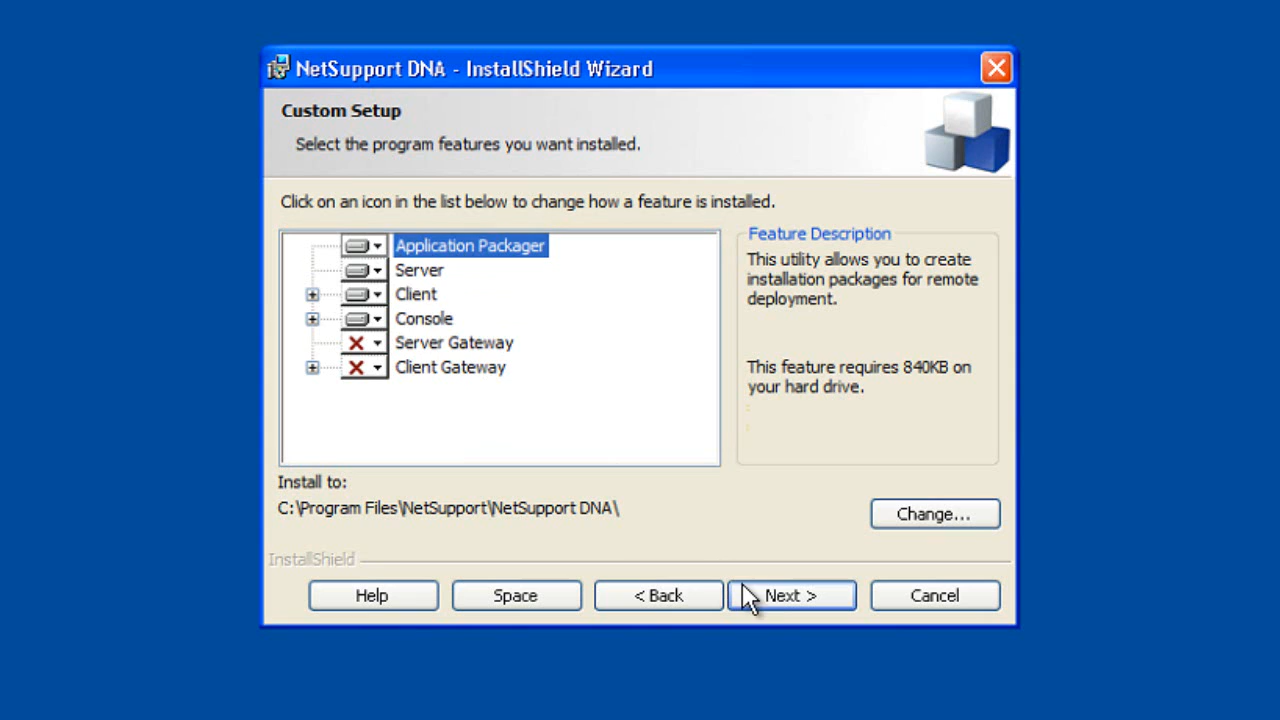 NetSupport DNA - InstallShield Wizard
Custom Setup
Select the program features you want installed.
Click on an icon in the list below to change how a feature is installed.
Application Packager
Server
Client
Console
Server Gateway
Client Gateway
Feature Description
This utility allows you to create
installation packages for remote
deployment.
This feature requires 840KB on
your hard drive.
Install to:
C:\Program Files\NetSupport\NetSupport DNA\
Change...
InstallShield
Help
Space
< Back
Next >
Cancel